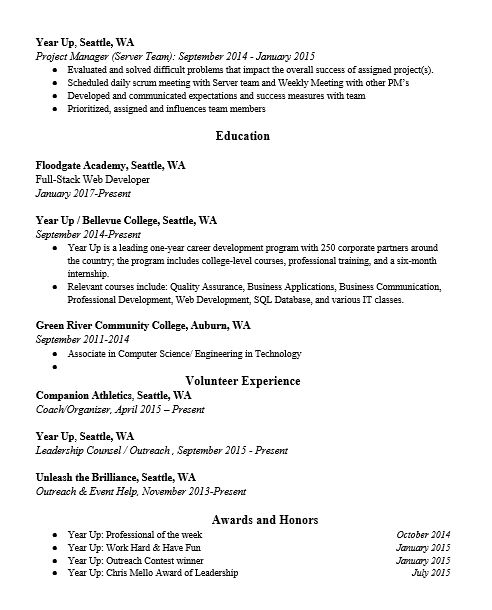 Year Up, Seattle, WA
Project Manager (Server Team): September 2014 - January 2015
● Evaluated and solved difficult problems that impact the overall success of assigned project(s).
● Scheduled daily scrum meeting with Server team and Weekly Meeting with other PM's
● Developed and communicated expectations and success measures with team
● Prioritized, assigned and influences team members
Education
Floodgate Academy, Seattle, WA
Full-Stack Web Developer
January 2017-Present
Year Up / Bellevue College, Seattle, WA
September 2014-Present
● Year Up is a leading one-year career development program with 250 corporate partners around
the country; the program includes college-level courses, professional training, and a six-month
internship.
● Relevant courses include: Quality Assurance, Business Applications, Business Communication,
Professional Development, Web Development, SQL Database, and various IT classes.
Green River Community College, Auburn, WA
September 2011-2014
● Associate in Computer Science/ Engineering in Technology
●
Volunteer Experience
Companion Athletics, Seattle, WA
Coach/Organizer, April 2015 – Present
Year Up, Seattle, WA
Leadership Counsel / Outreach , September 2015 - Present
Unleash the Brilliance, Seattle, WA
Outreach & Event Help, November 2013-Present
Awards and Honors
● Year Up: Professional of the week October 2014
● Year Up: Work Hard & Have Fun January 2015
● Year Up: Outreach Contest winner January 2015
● Year Up: Chris Mello Award of Leadership July 2015